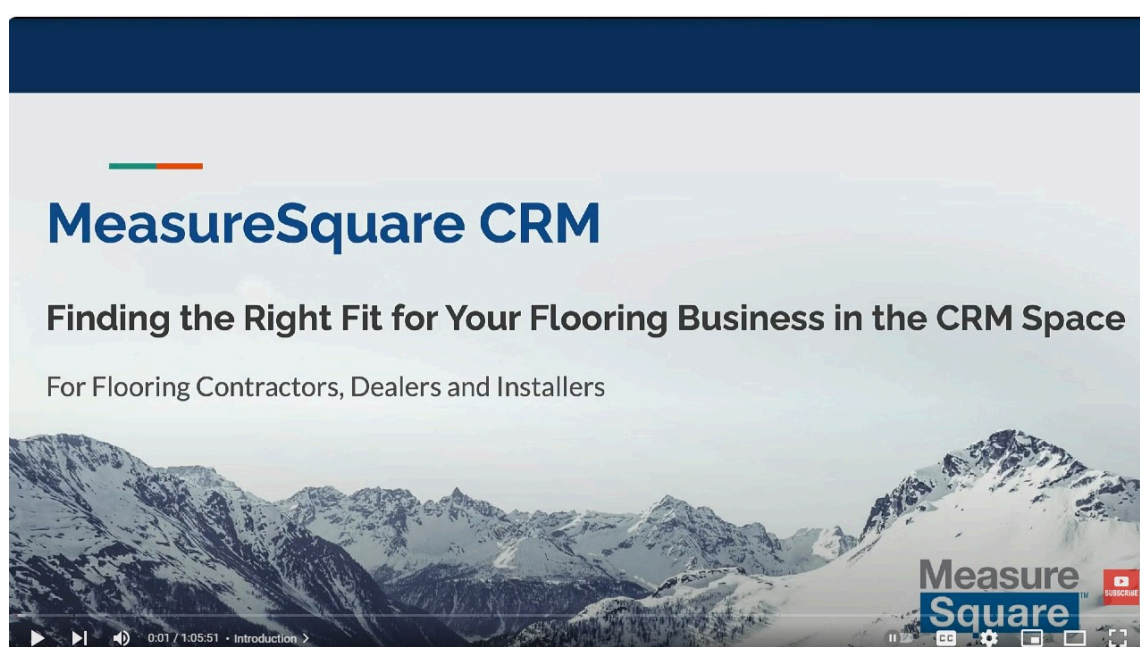 MeasureSquare CRM
Finding the Right Fit for Your Flooring Business in the CRM Space
For Flooring Contractors, Dealers and Installers
Measure
Square™
SUBSCRIBE
0:01 / 1:05:51 • Introduction >
CC